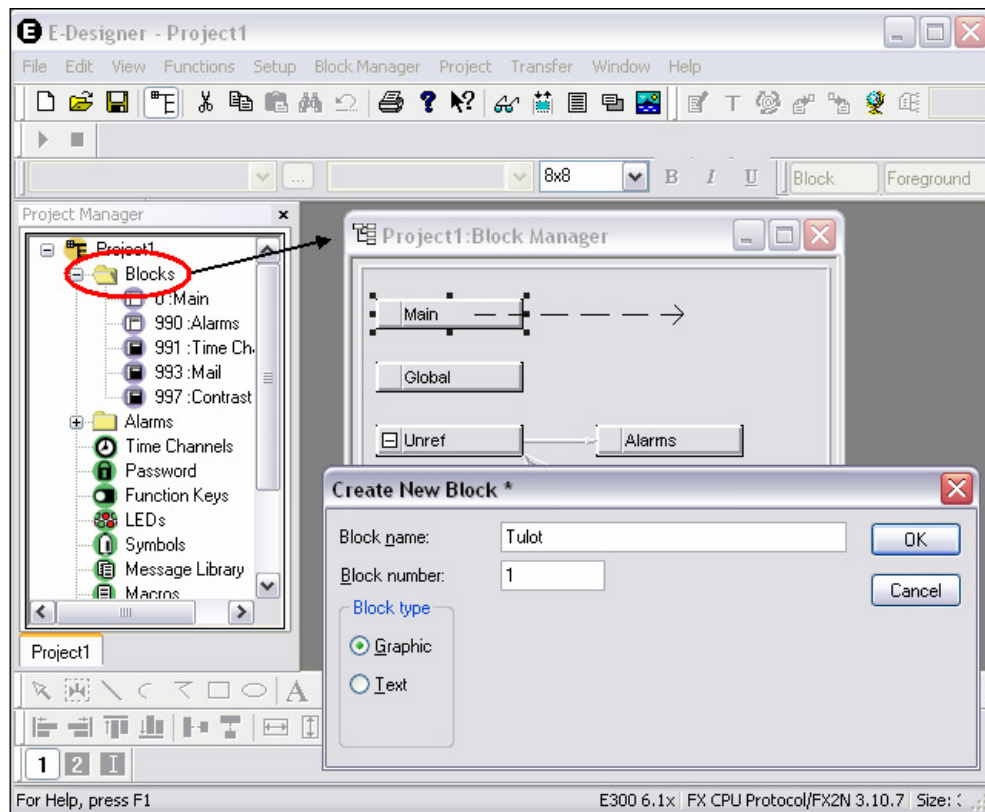 E-Designer - Project1
File Edit View Functions Setup Block Manager Project Transfer Window Help
8x8 B I U Block Foreground
Project Manager
Project1
Blocks
0 :Main
990 :Alarms
991 :Time Ch
993 :Mail
997 :Contrast
Alarms
Time Channels
Password
Function Keys
LEDs
Symbols
Message Library
Macros
Project1
Project1:Block Manager
Main
Global
Unref Alarms
Create New Block *
Block name: Tulot OK
Block number: 1 Cancel
Block type
Graphic
Text
A
1 2 I
For Help, press F1 E300 6.1x FX CPU Protocol/FX2N 3.10.7 Size: